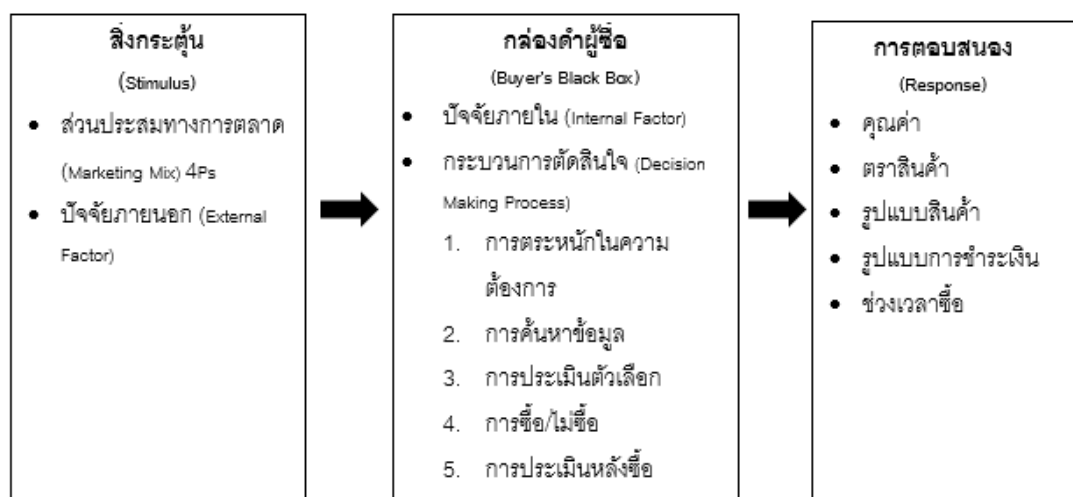 สิ่งกระตุ้น
(Stimulus)
• ส่วนประสมทางการตลาด
(Marketing Mix) 4Ps
• ปัจจัยภายนอก (External
Factor)
กล่องดำผู้ซื้อ
(Buyer's Black Box)
• ปัจจัยภายใน (Internal Factor)
• กระบวนการตัดสินใจ (Decision
Making Process)
1. การตระหนักในความ
ต้องการ
2. การค้นหาข้อมูล
3. การประเมินตัวเลือก
4. การซื้อ/ไม่ซื้อ
5. การประเมินหลังซื้อ
การตอบสนอง
(Response)
• คุณค่า
• ตราสินค้า
• รูปแบบสินค้า
• รูปแบบการชำระเงิน
• ช่วงเวลาซื้อ